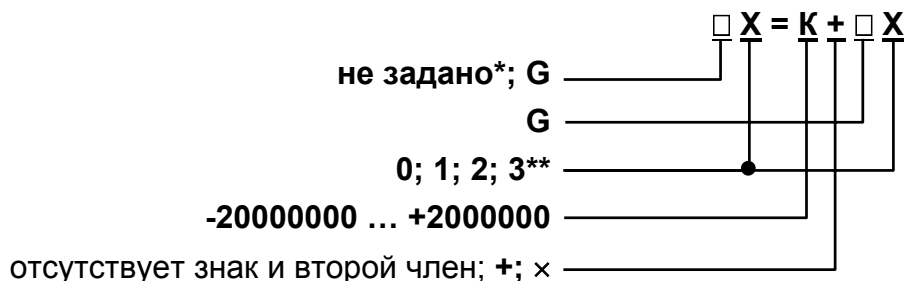 □ X = К + □ X
не задано*; G
G
0; 1; 2; 3**
-20000000 … +2000000
отсутствует знак и второй член; +; ×